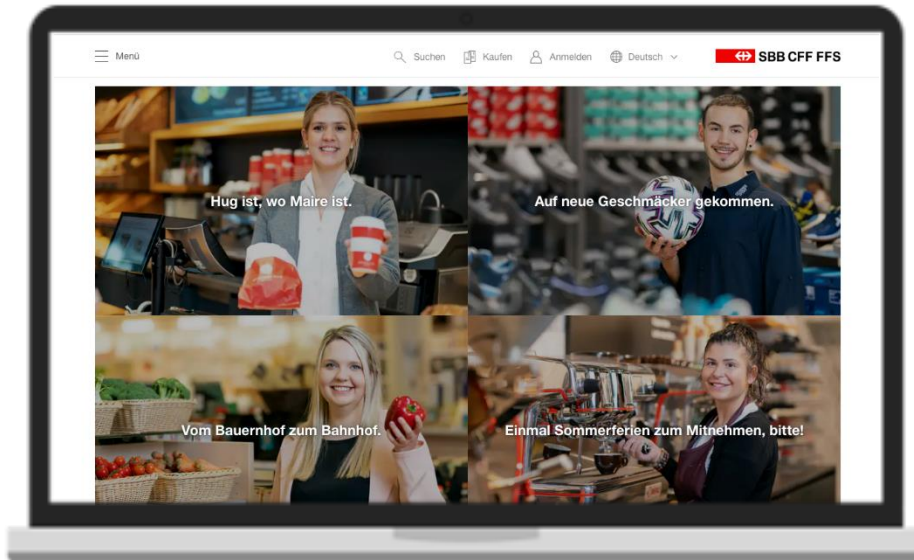 Menü
Suchen
Kaufen
Anmelden
Deutsch
SBB CFF FFS
Hug ist, wo Maire ist.
Auf neue Geschmäcker gekommen.
Vom Bauernhof zum Bahnhof.
Einmal Sommerferien zum Mitnehmen, bitte!